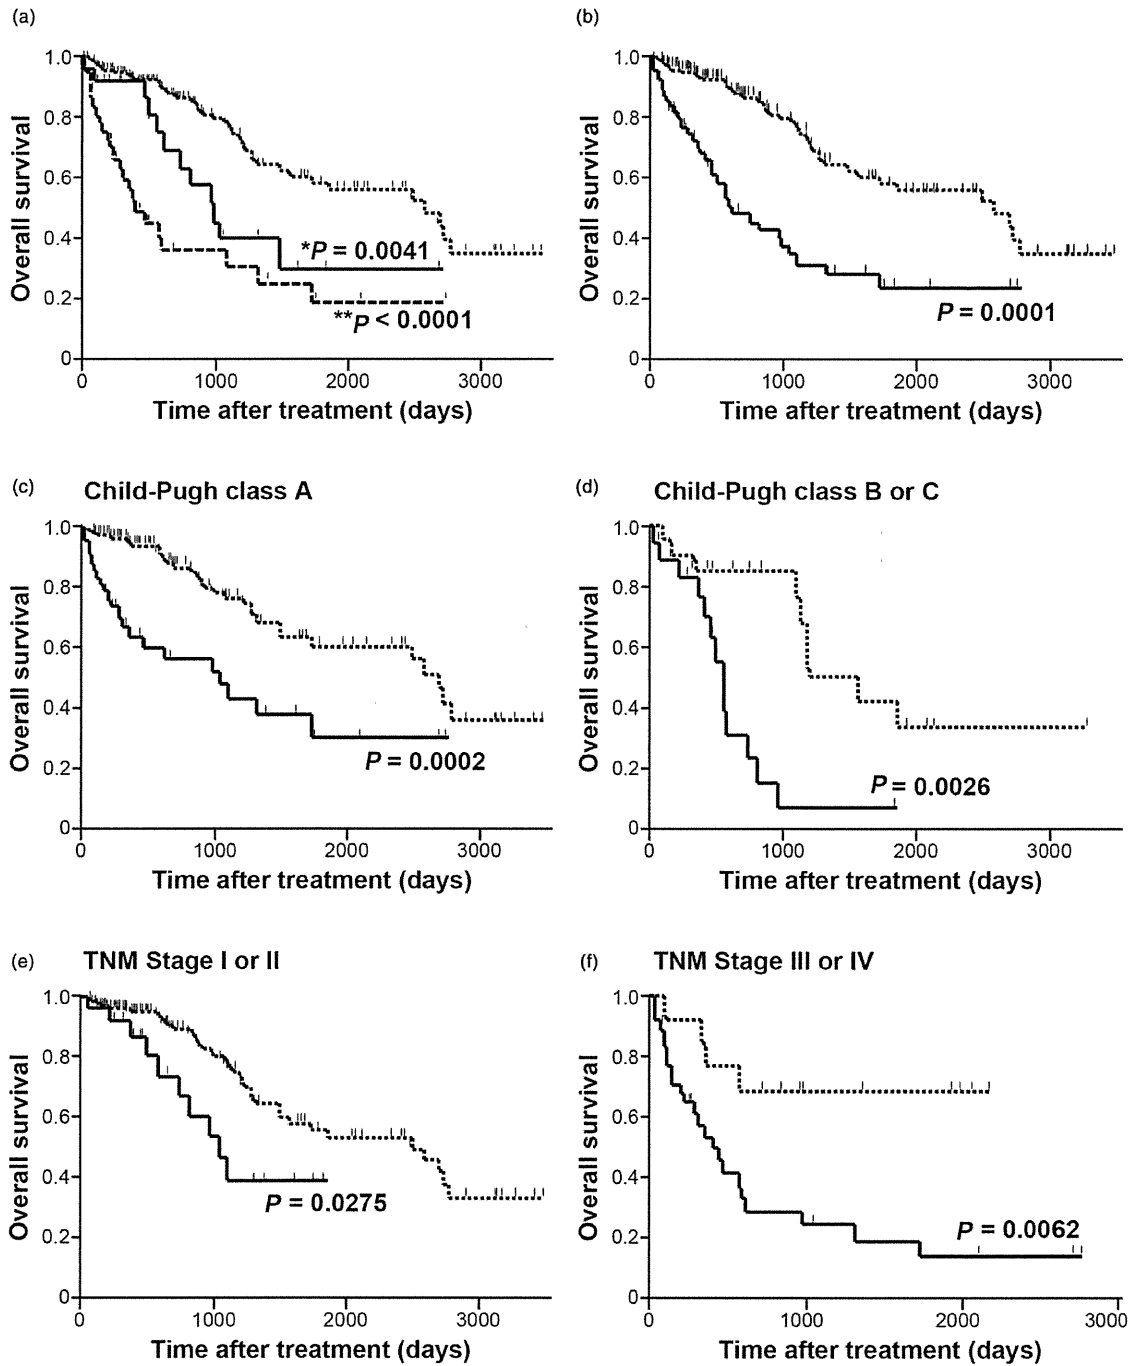 (a)
1.0
0.8
0.6
0.4
0.2
0
Overall survival
*P = 0.0041
**P < 0.0001
0 1000 2000 3000
Time after treatment (days)
(b)
1.0
0.8
0.6
0.4
0.2
0
Overall survival
P = 0.0001
0 1000 2000 3000
Time after treatment (days)
(c) Child-Pugh class A
1.0
0.8
0.6
0.4
0.2
0
Overall survival
P = 0.0002
0 1000 2000 3000
Time after treatment (days)
(d) Child-Pugh class B or C
1.0
0.8
0.6
0.4
0.2
0
Overall survival
P = 0.0026
0 1000 2000 3000
Time after treatment (days)
(e) TNM Stage I or II
1.0
0.8
0.6
0.4
0.2
0
Overall survival
P = 0.0275
0 1000 2000 3000
Time after treatment (days)
(f) TNM Stage III or IV
1.0
0.8
0.6
0.4
0.2
0
Overall survival
P = 0.0062
0 1000 2000 3000
Time after treatment (days)